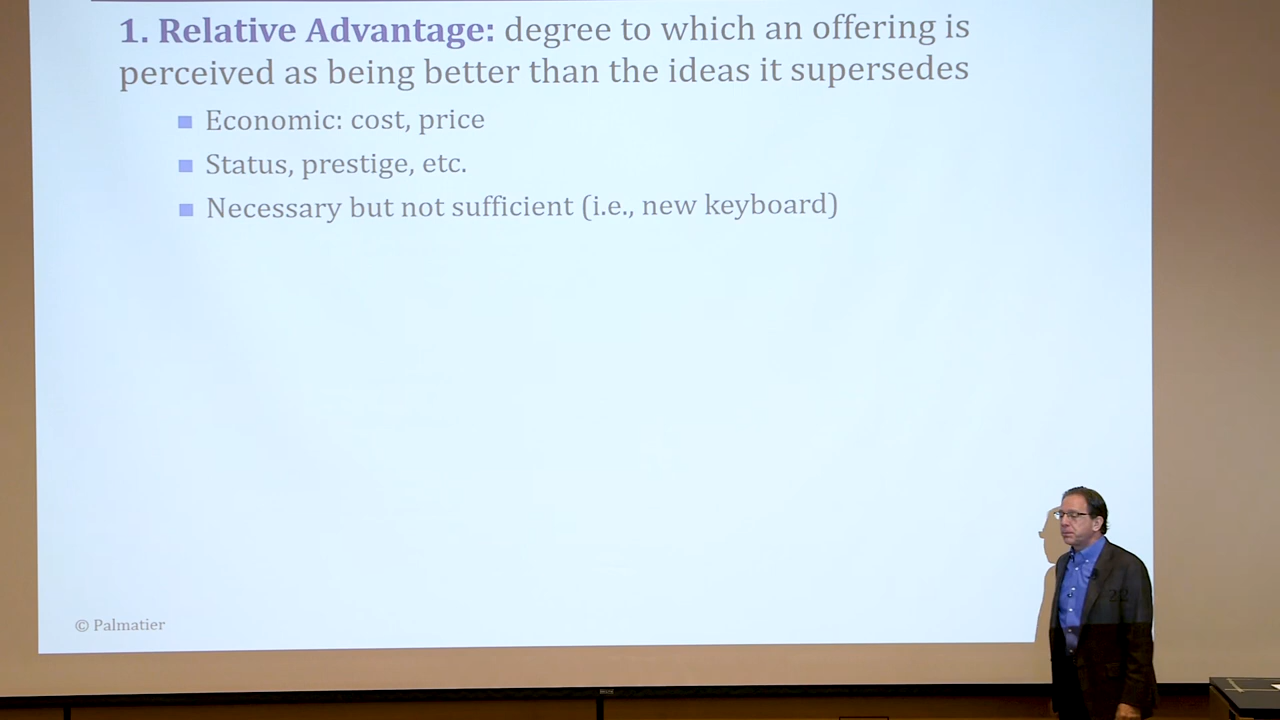 1. Relative Advantage: degree to which an offering is
perceived as being better than the ideas it supersedes
Economic: cost, price
Status, prestige, etc.
Necessary but not sufficient (i.e., new keyboard)
© Palmatier
22